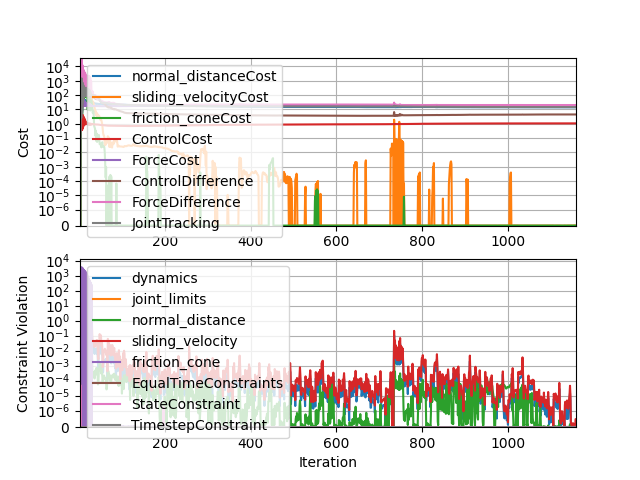 Cost
10⁴
10³
10²
10¹
10⁰
10⁻¹
10⁻²
10⁻³
10⁻⁴
10⁻⁵
10⁻⁶
0
normal_distanceCost
sliding_velocityCost
friction_coneCost
ControlCost
ForceCost
ControlDifference
ForceDifference
JointTracking
200 400 600 800 1000
Constraint Violation
10⁴
10³
10²
10¹
10⁰
10⁻¹
10⁻²
10⁻³
10⁻⁴
10⁻⁵
10⁻⁶
0
dynamics
joint_limits
normal_distance
sliding_velocity
friction_cone
EqualTimeConstraints
StateConstraint
TimestepConstraint
200 400 600 800 1000
Iteration